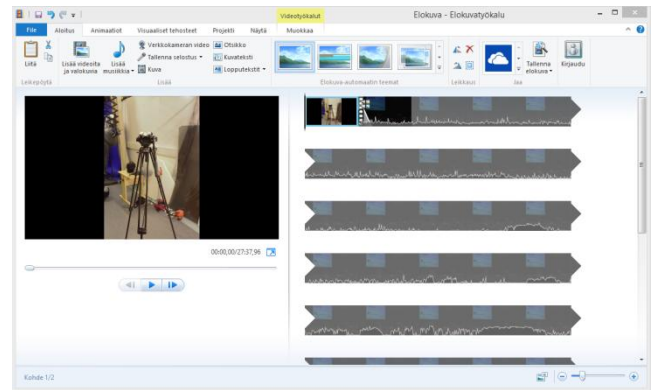 Videotyökalut
Elokuva - Elokuvatyökalu
File Aloitus Animaatiot Visuaaliset tehosteet Projekti Näytä Muokkaa
Liitä
Lisää videoita ja valokuvia
Lisää musiikkia
Verkkokameran video
Tallenna selostus
Kuva
Otsikko
Kuvateksti
Lopputekstit
Tallenna elokuva
Kirjaudu
Leikepöytä Lisää Elokuva-automaatin teemat Leikkaus Jaa
00:00,00/27:37,96
Kohde 1/2